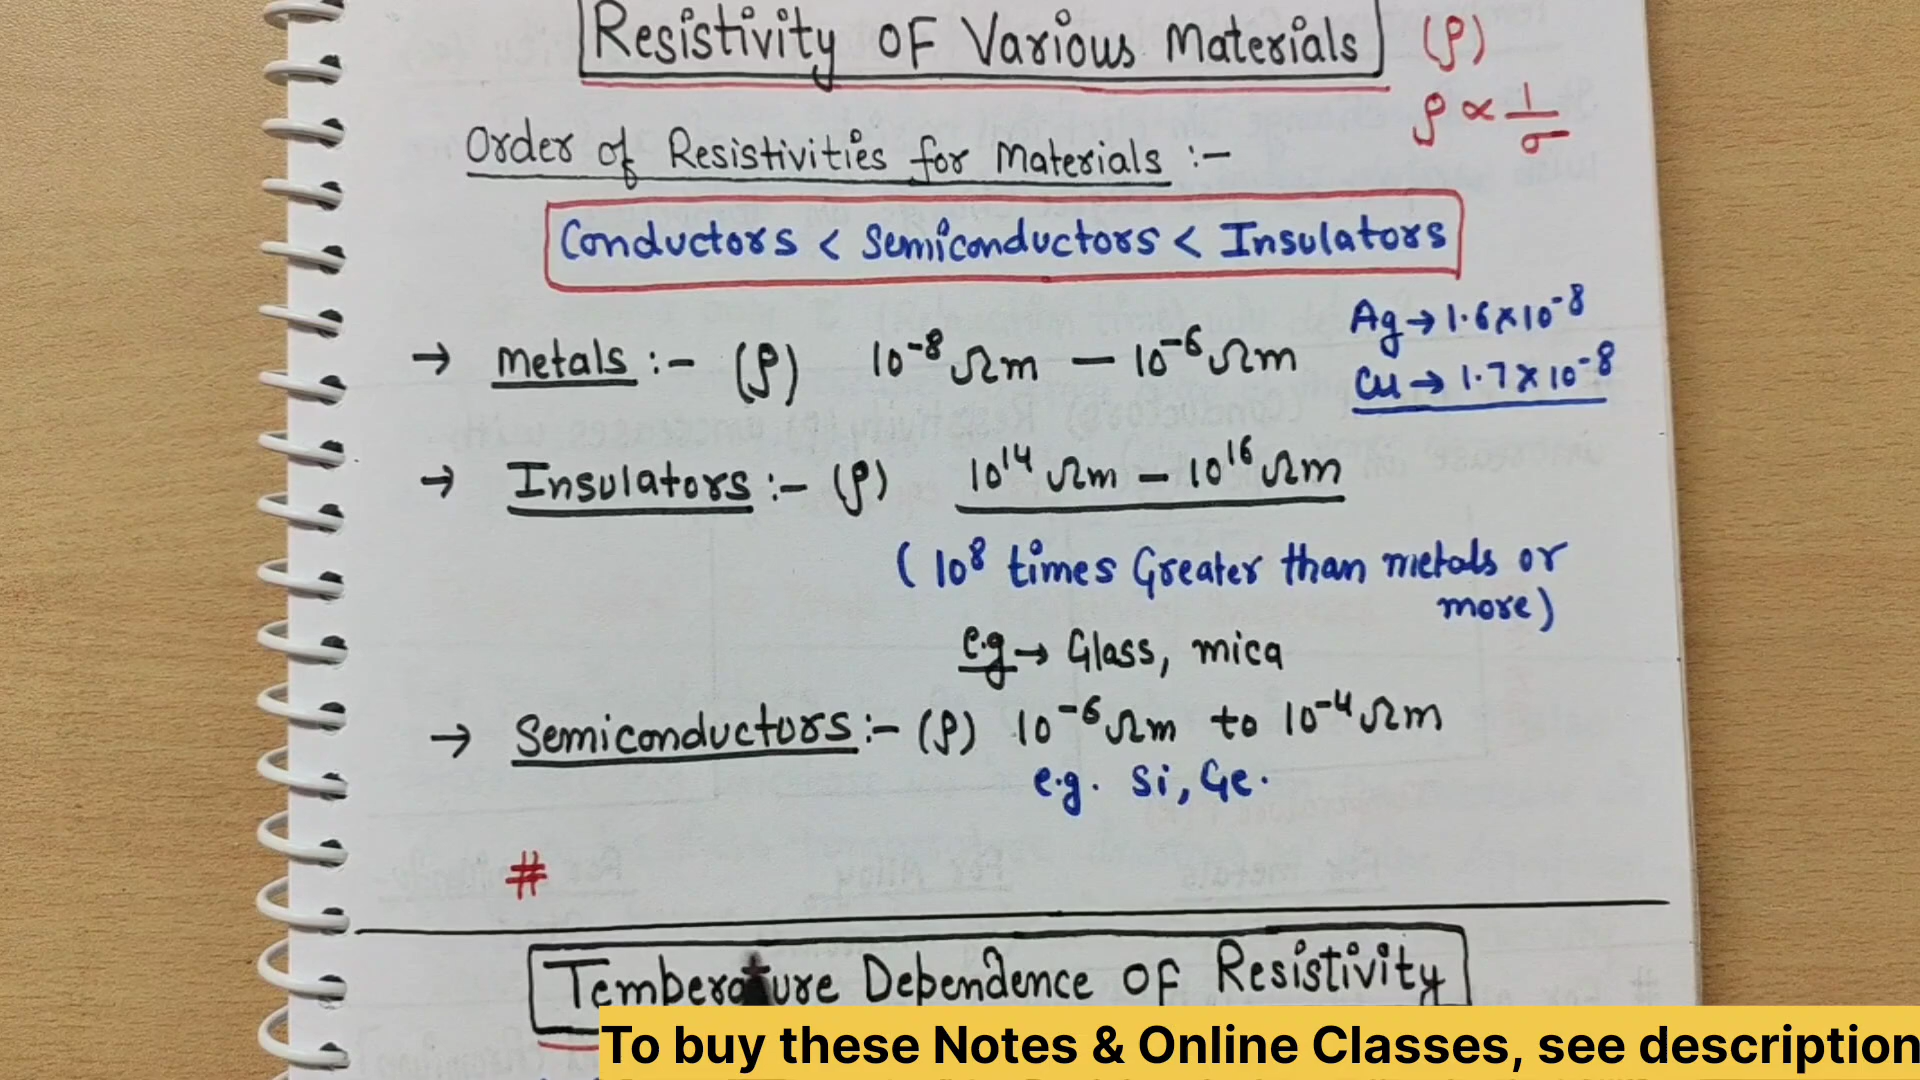 Resistivity OF Various Materials (ρ)
ρ ∝ 1/σ
Order of Resistivities for Materials :-
Conductors < Semiconductors < Insulators
Ag → 1.6×10⁻⁸
→ Metals :- (ρ) 10⁻⁸ Ωm — 10⁻⁶ Ωm
Cu → 1.7×10⁻⁸
→ Insulators :- (ρ) 10¹⁴ Ωm – 10¹⁶ Ωm
(10⁸ times Greater than metals or
more)
e.g → Glass, mica
→ Semiconductors :- (ρ) 10⁻⁶ Ωm to 10⁻⁴ Ωm
e.g. Si, Ge.
#
Temperature Dependence OF Resistivity
To buy these Notes & Online Classes, see description